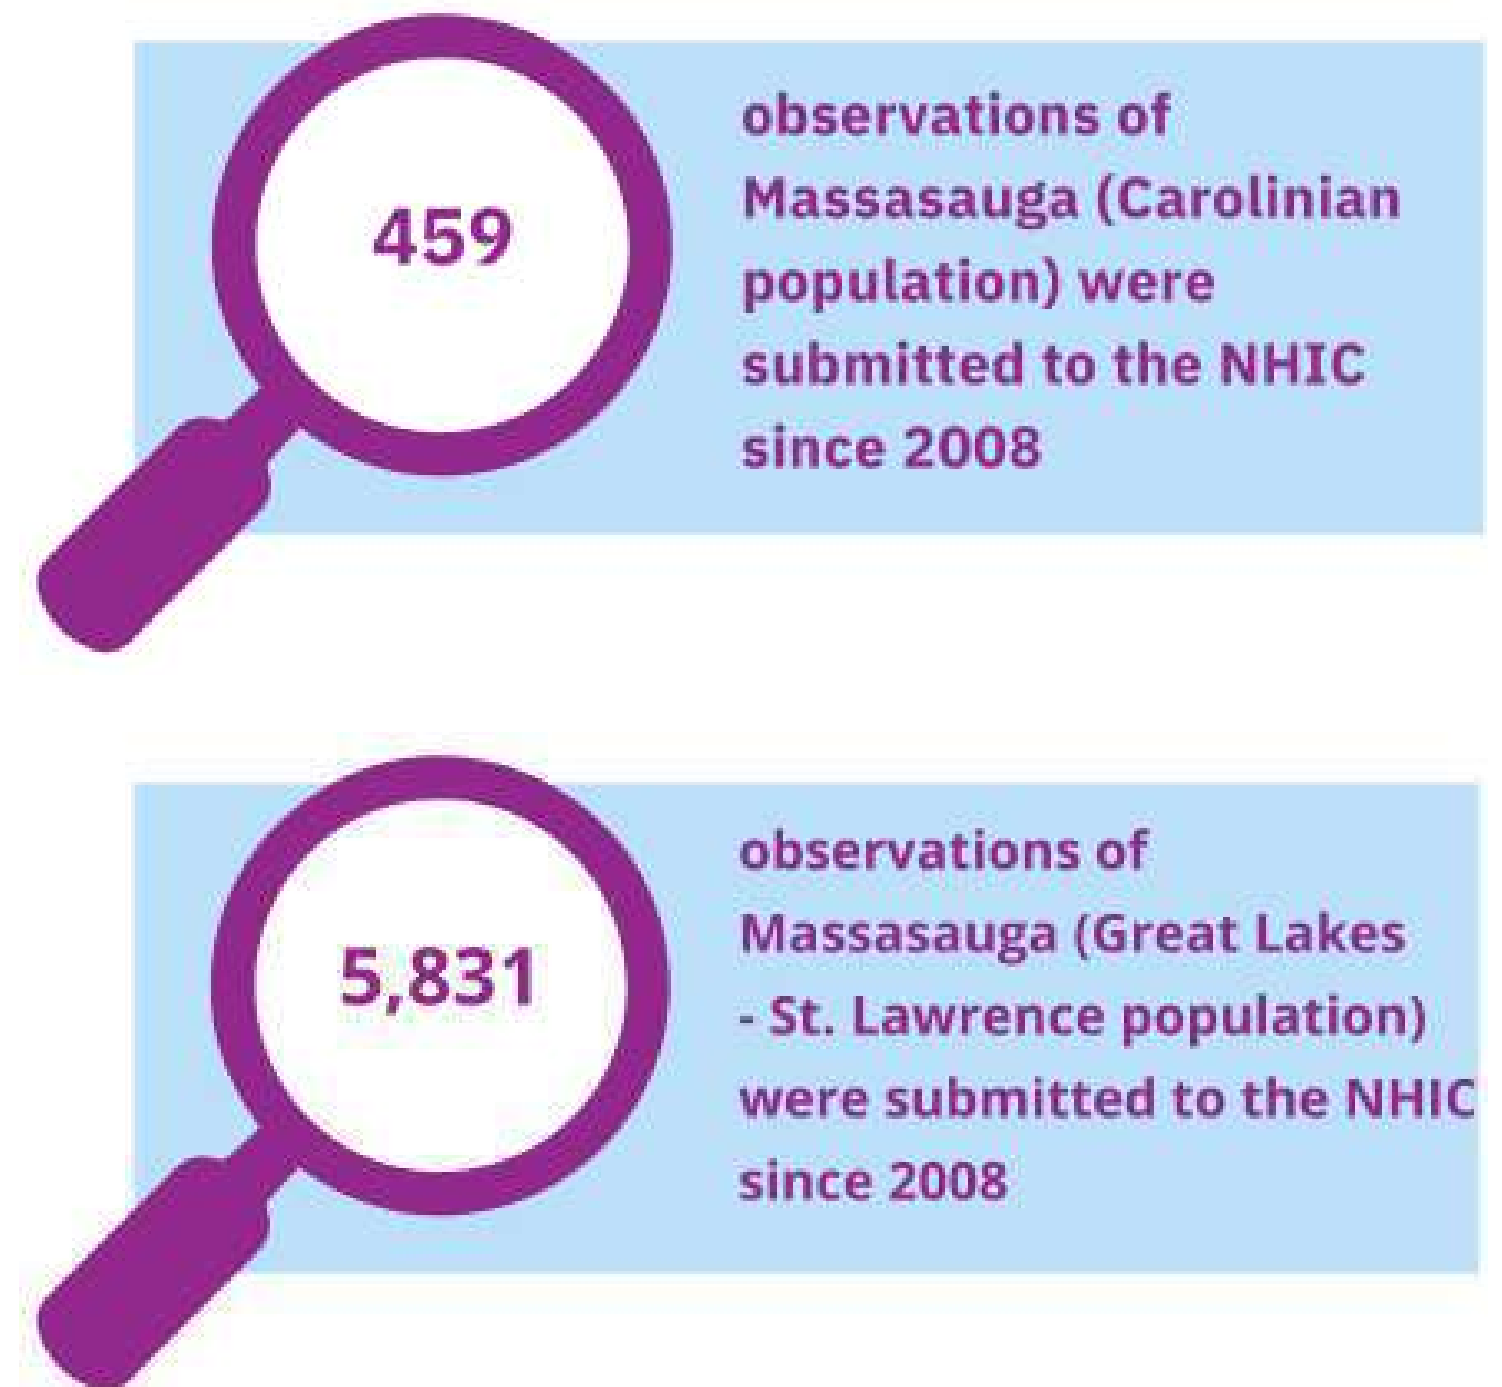 459
observations of
Massasauga (Carolinian
population) were
submitted to the NHIC
since 2008
5,831
observations of
Massasauga (Great Lakes
- St. Lawrence population)
were submitted to the NHIC
since 2008